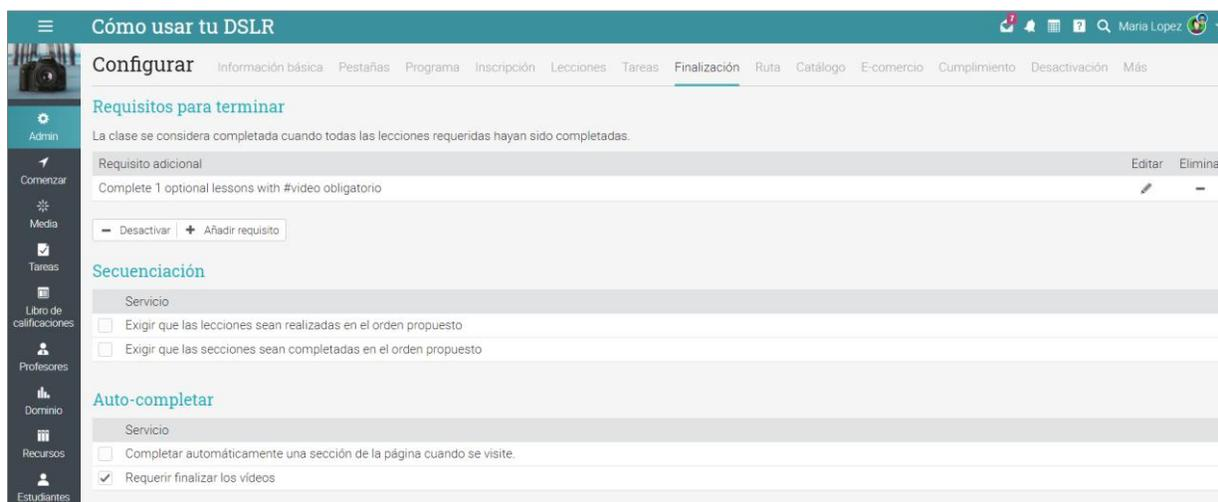 Cómo usar tu DSLR
Maria Lopez
Configurar Información básica Pestañas Programa Inscripción Lecciones Tareas Finalización Ruta Catálogo E-comercio Cumplimiento Desactivación Más
Requisitos para terminar
La clase se considera completada cuando todas las lecciones requeridas hayan sido completadas.
Requisito adicional Editar Elimina
Complete 1 optional lessons with #video obligatorio
Desactivar Añadir requisito
Secuenciación
Servicio
Exigir que las lecciones sean realizadas en el orden propuesto
Exigir que las secciones sean completadas en el orden propuesto
Auto-completar
Servicio
Completar automáticamente una sección de la página cuando se visite.
Requerir finalizar los vídeos
Admin
Comenzar
Media
Tareas
Libro de
calificaciones
Profesores
Dominio
Recursos
Estudiantes